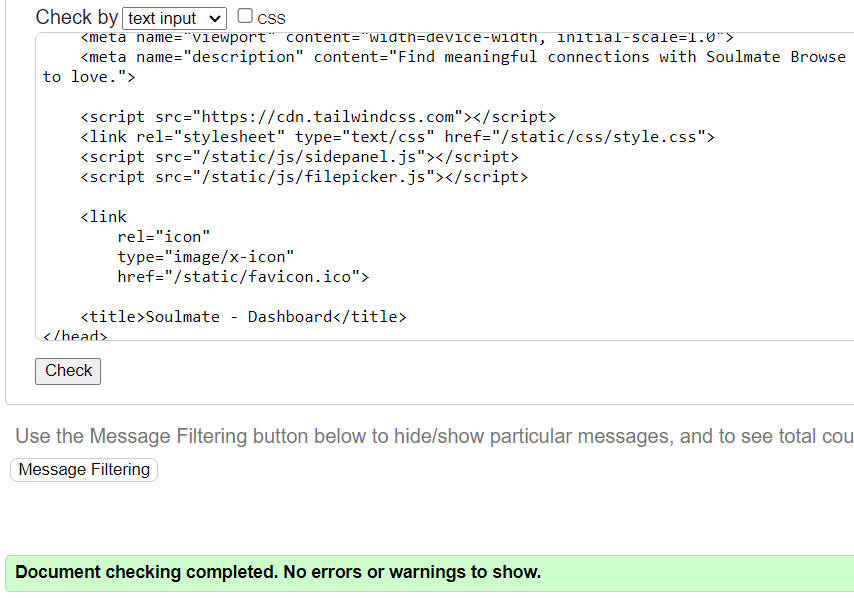 Check by text input CSS
<meta name="viewport" content="width=device-width, initial-scale=1.0">
<meta name="description" content="Find meaningful connections with Soulmate Browse
to love.">
<script src="https://cdn.tailwindcss.com"></script>
<link rel="stylesheet" type="text/css" href="/static/css/style.css">
<script src="/static/js/sidepanel.js"></script>
<script src="/static/js/filepicker.js"></script>
<link
rel="icon"
type="image/x-icon"
href="/static/favicon.ico">
<title>Soulmate - Dashboard</title>
</head>
Check
Use the Message Filtering button below to hide/show particular messages, and to see total cou
Message Filtering
Document checking completed. No errors or warnings to show.